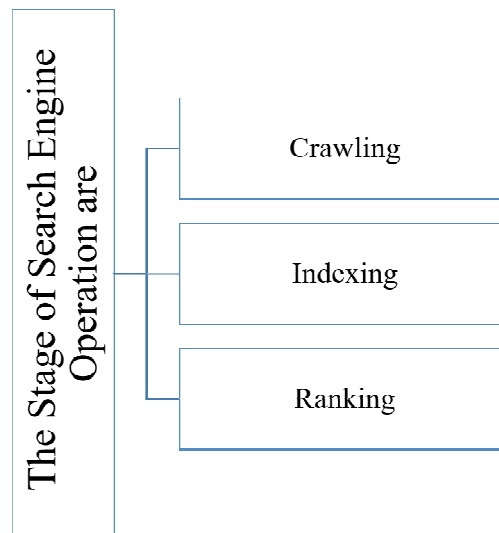 The Stage of Search Engine
Operation are
Crawling
Indexing
Ranking